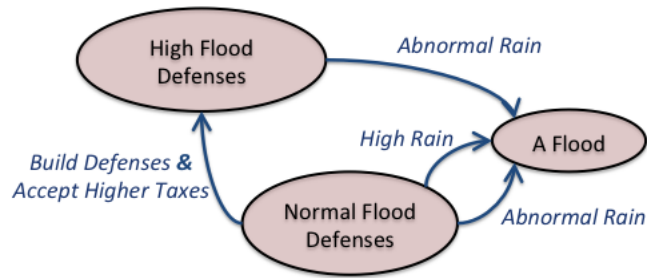 High Flood
Defenses
Abnormal Rain
High Rain
A Flood
Build Defenses &
Accept Higher Taxes
Normal Flood
Defenses
Abnormal Rain